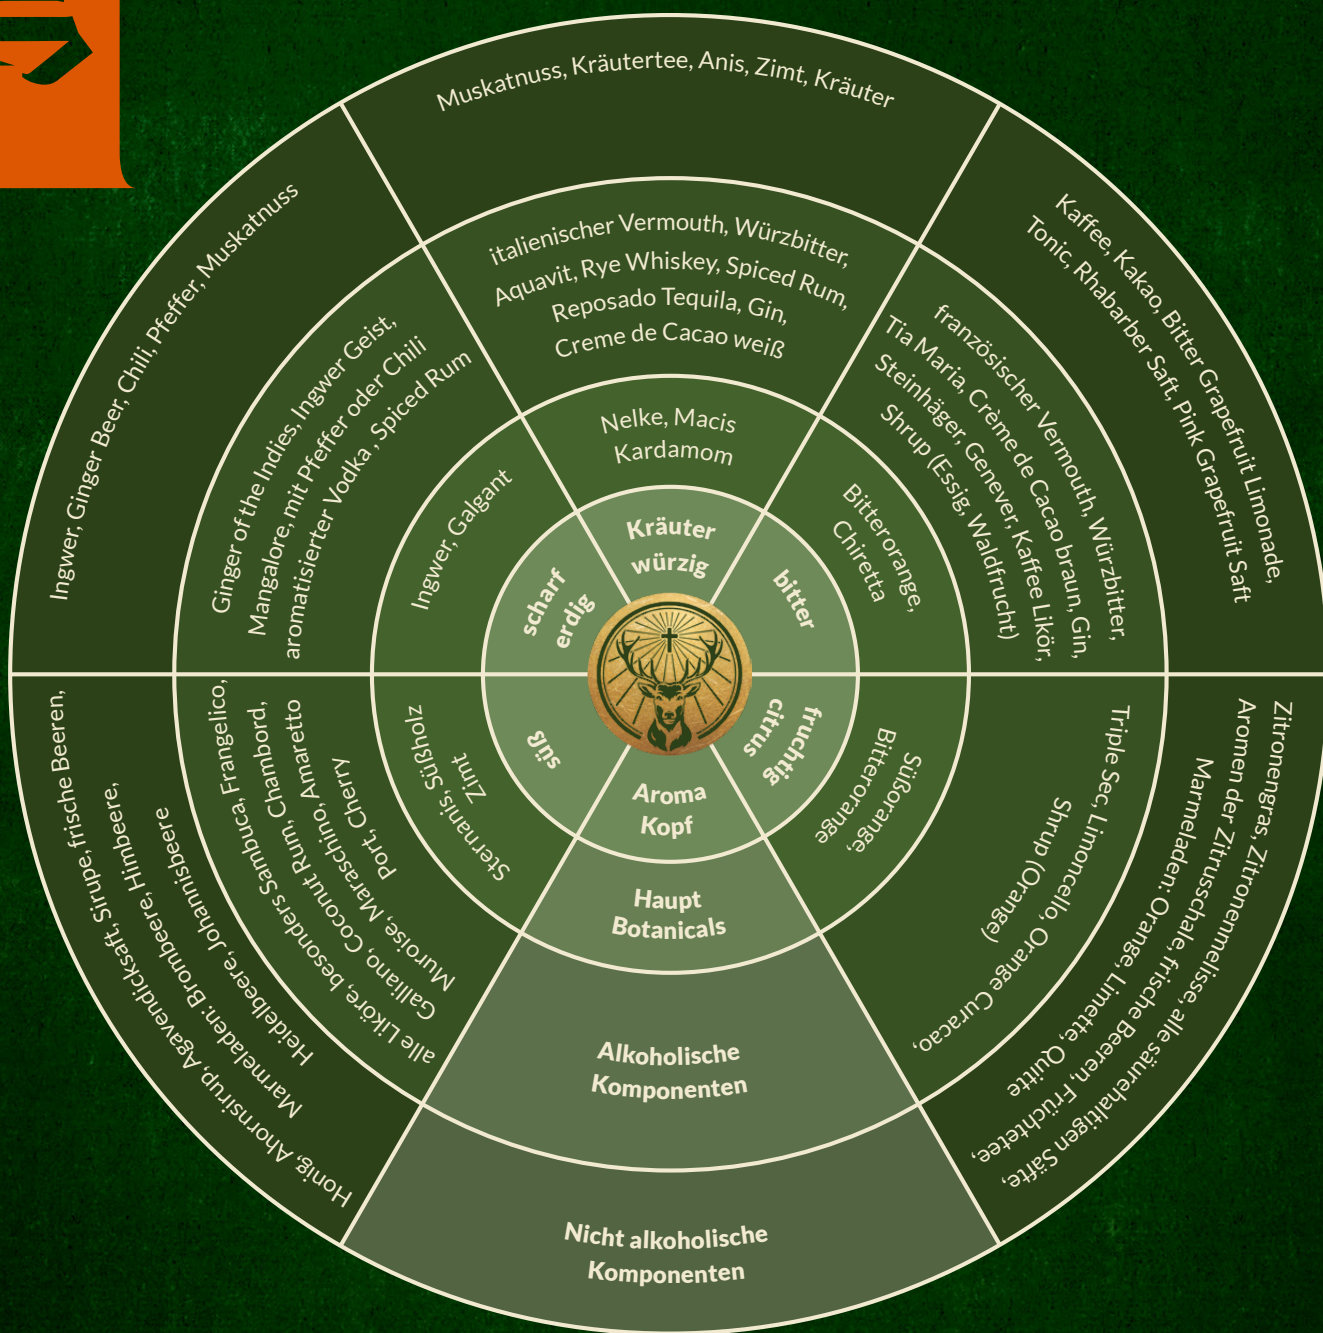 Muskatnuss, Kräutertee, Anis, Zimt, Kräuter
italienischer Vermouth, Würzbitter,
Aquavit, Rye Whiskey, Spiced Rum,
Reposado Tequila, Gin,
Creme de Cacao weiß
Nelke, Macis
Kardamom
Kräuter
würzig
Kaffee, Kakao, Bitter Grapefruit Limonade,
Tonic, Rhabarber Saft, Pink Grapefruit Saft
französischer Vermouth, Würzbitter,
Tia Maria, Crème de Cacao braun, Gin,
Steinhäger, Genever, Kaffee Likör,
Shrup (Essig, Waldfrucht)
Bitterorange,
Chiretta
bitter
Zitronengras, Zitronenmelisse, alle säurehaltigen Säfte,
Aromen der Zitrusschale, frische Beeren, Früchtetee,
Marmeladen: Orange, Limette, Quitte
Triple Sec, Limoncello, Orange Curacao,
Shrup (Orange)
Süßorange,
Bitterorange
fruchtig
citrus
Aroma
Kopf
Haupt
Botanicals
Alkoholische
Komponenten
Nicht alkoholische
Komponenten
süß
Sternanis, Süßholz
Zimt
alle Liköre, besonders Sambuca, Frangelico,
Galliano, Coconut Rum, Chambord,
Muroise, Maraschino, Amaretto
Port, Cherry
Honig, Ahornsirup, Agavendicksaft, Sirupe, frische Beeren,
Marmeladen: Brombeere, Himbeere,
Heidelbeere, Johannisbeere
scharf
erdig
Ingwer, Galgant
Ginger of the Indies, Ingwer Geist,
Mangalore, mit Pfeffer oder Chili
aromatisierter Vodka , Spiced Rum
Ingwer, Ginger Beer, Chili, Pfeffer, Muskatnuss